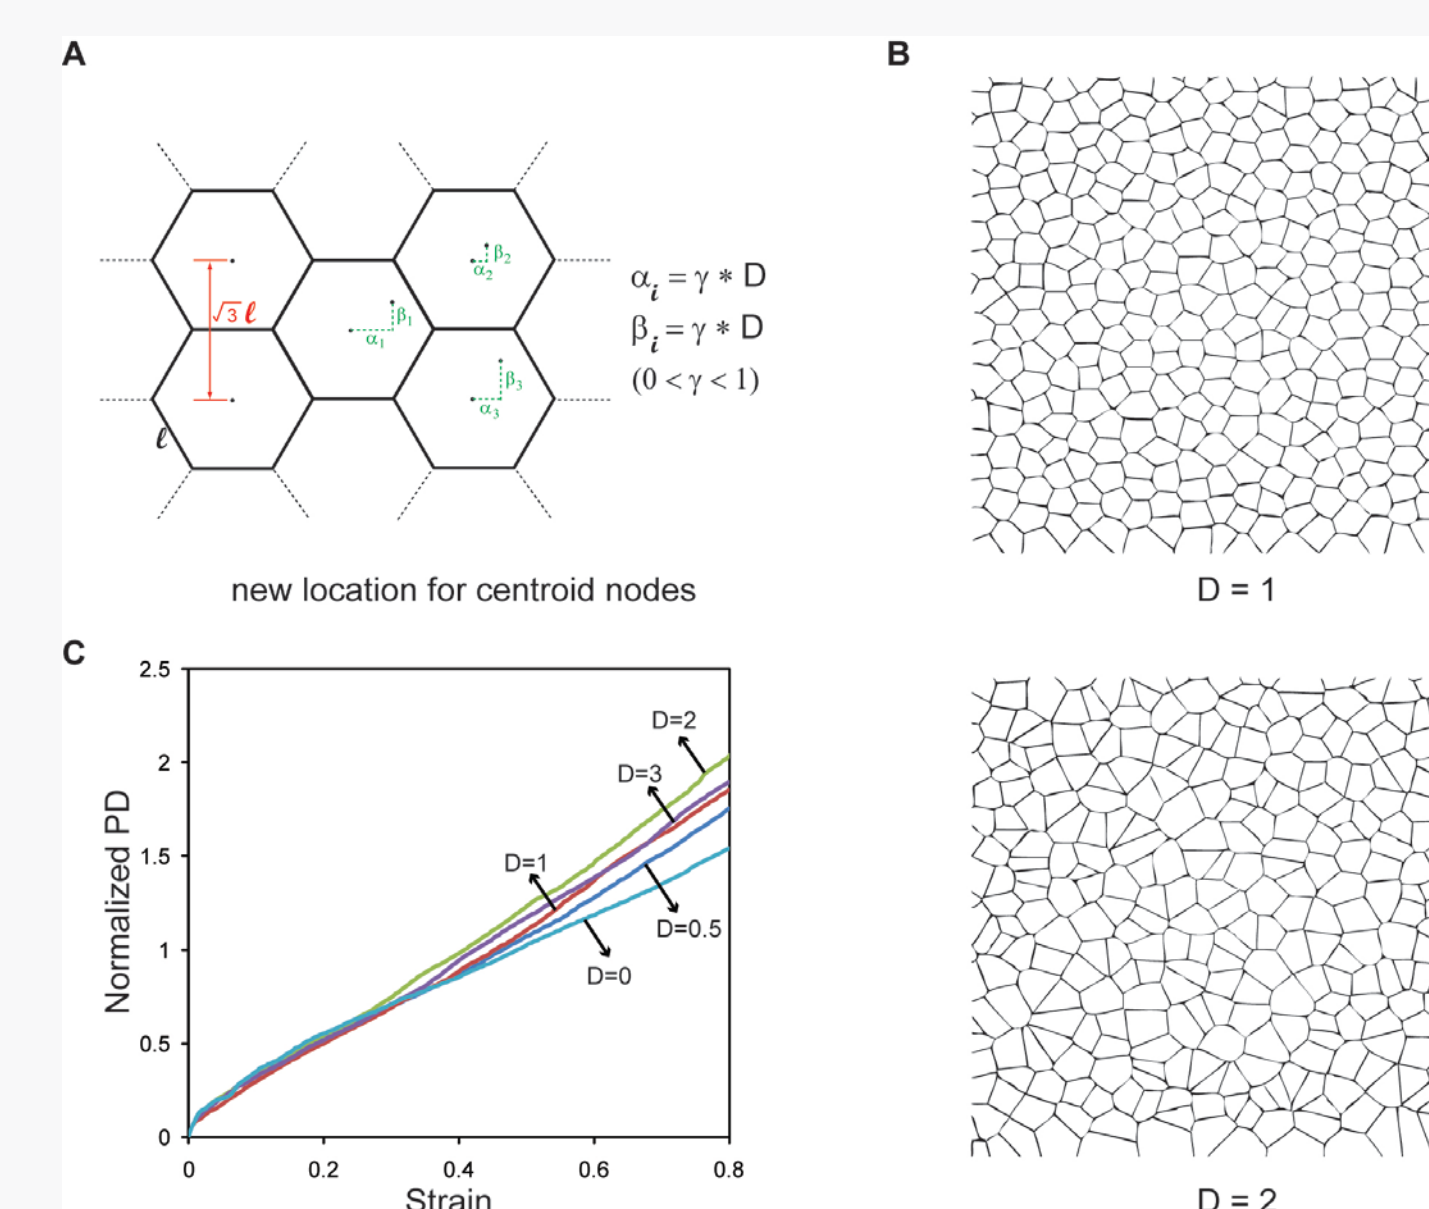 A
√3 ℓ
ℓ
α₁
β₁
α₂
β₂
α₃
β₃
αᵢ = γ * D
βᵢ = γ * D
(0 < γ < 1)
new location for centroid nodes
B
D = 1
D = 2
C
Normalized PD
2.5
2
1.5
1
0.5
0
0
0.2
0.4
0.6
0.8
Strain
D=2
D=3
D=1
D=0.5
D=0